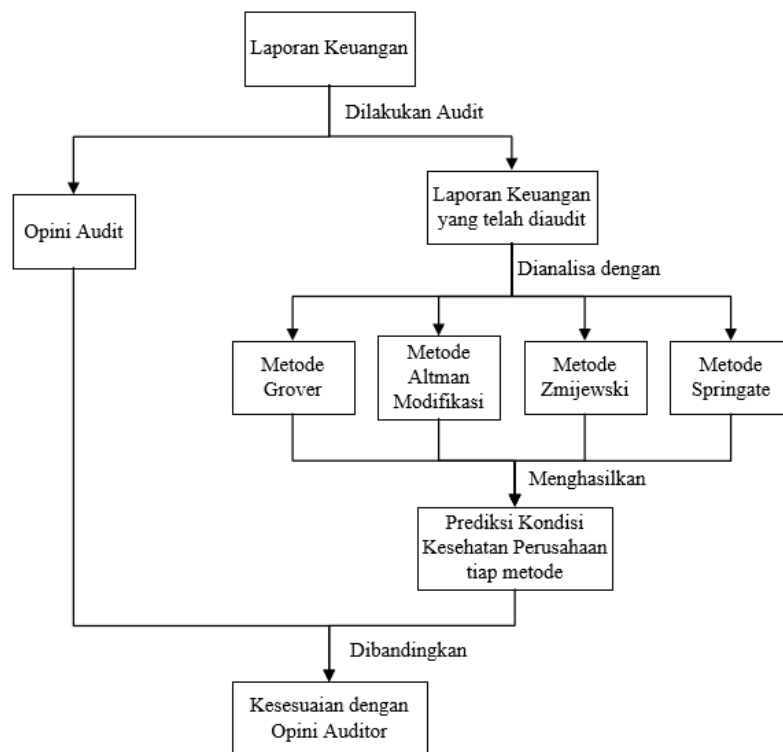 Laporan Keuangan
Dilakukan Audit
Opini Audit
Laporan Keuangan
yang telah diaudit
Dianalisa dengan
Metode
Grover
Metode
Altman
Modifikasi
Metode
Zmijewski
Metode
Springate
Menghasilkan
Prediksi Kondisi
Kesehatan Perusahaan
tiap metode
Dibandingkan
Kesesuaian dengan
Opini Auditor